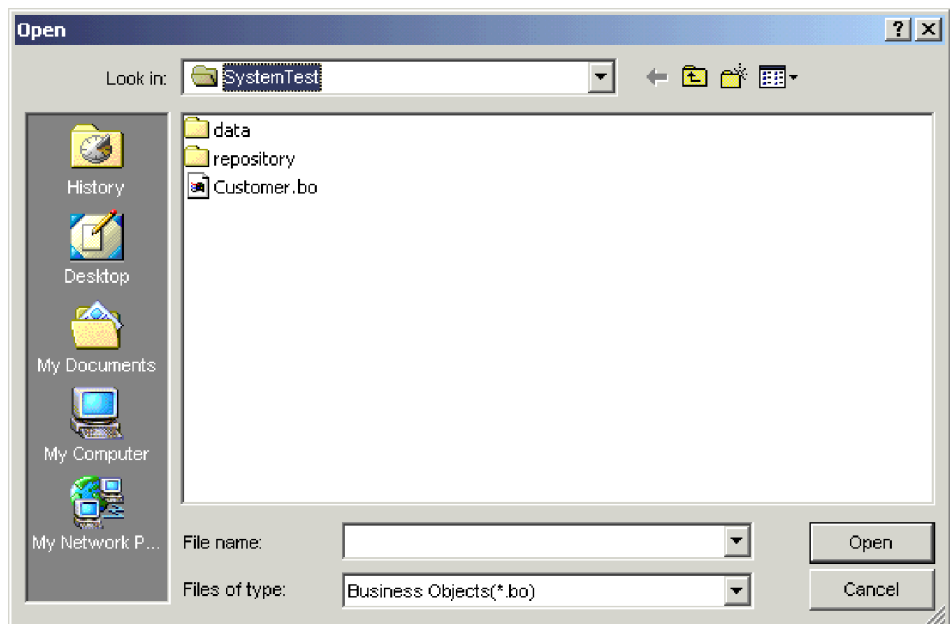 Open
Look in: SystemTest
data
repository
Customer.bo
History
Desktop
My Documents
My Computer
My Network P...
File name:
Open
Files of type: Business Objects(*.bo)
Cancel